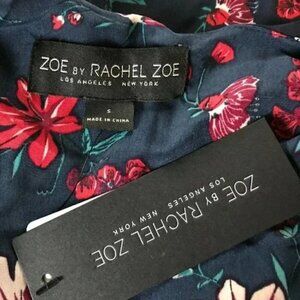 ZOE BY RACHEL ZOE
LOS ANGELES NEW YORK
S
MADE IN CHINA
ZOE BY RACHEL ZOE
LOS ANGELES
NEW YORK